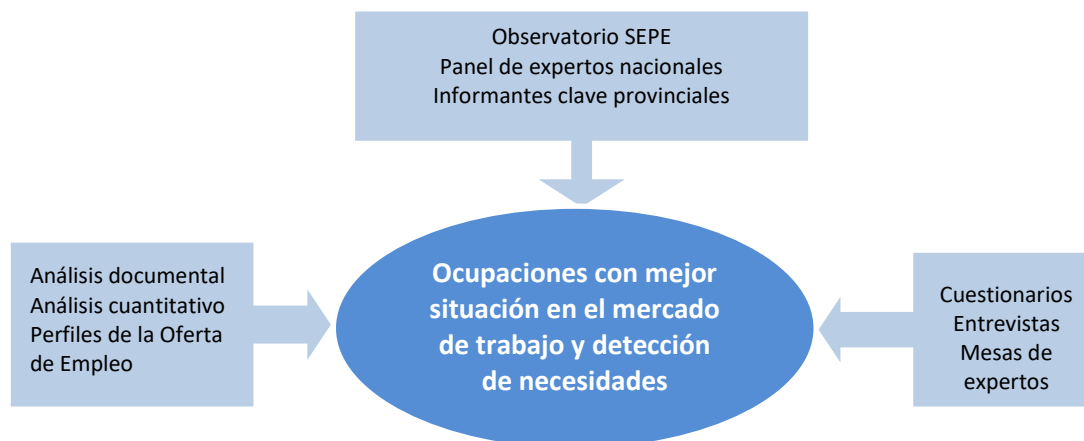 Observatorio SEPE
Panel de expertos nacionales
Informantes clave provinciales
Análisis documental
Análisis cuantitativo
Perfiles de la Oferta
de Empleo
Ocupaciones con mejor
situación en el mercado
de trabajo y detección
de necesidades
Cuestionarios
Entrevistas
Mesas de
expertos